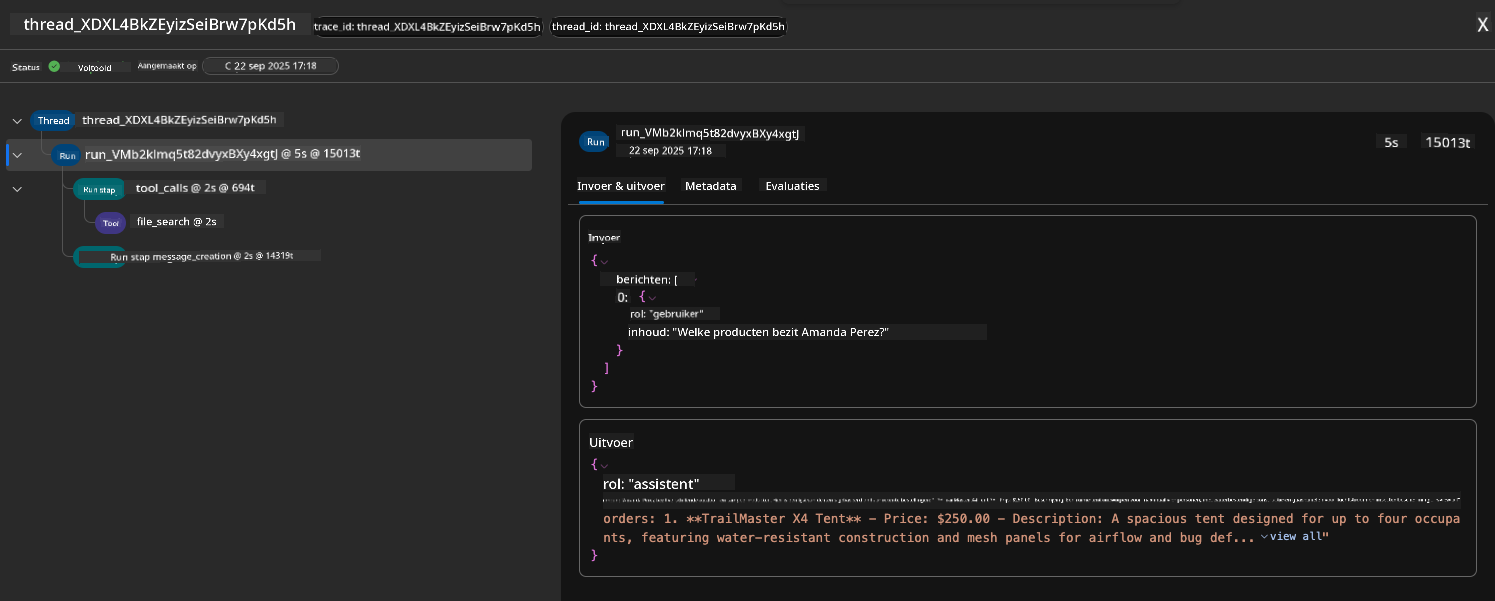 thread_XDXL4BkZEyizSeiBrw7pKd5h
trace_id: thread_XDXL4BkZEyizSeiBrw7pKd5h
thread_id: thread_XDXL4BkZEyizSeiBrw7pKd5h
X
Status
Voltooid
Aangemaakt op
C 22 sep 2025 17:18
Thread
thread_XDXL4BkZEyizSeiBrw7pKd5h
Run
run_VMb2klmq5t82dvyxBXy4xgtJ @ 5s @ 15013t
Run stap
tool_calls @ 2s @ 694t
Tool
file_search @ 2s
Run stap message_creation @ 2s @ 14319t
Run
run_VMb2klmq5t82dvyxBXy4xgtJ
22 sep 2025 17:18
5s
15013t
Invoer & uitvoer
Metadata
Evaluaties
Invoer
{
berichten: [
0: {
rol: "gebruiker"
inhoud: "Welke producten bezit Amanda Perez?"
}
]
}
Uitvoer
{
rol: "assistent"
orders: 1. **TrailMaster X4 Tent** – Price: $250.00 – Description: A spacious tent designed for up to four occupa
nts, featuring water-resistant construction and mesh panels for airflow and bug def... view all"
}